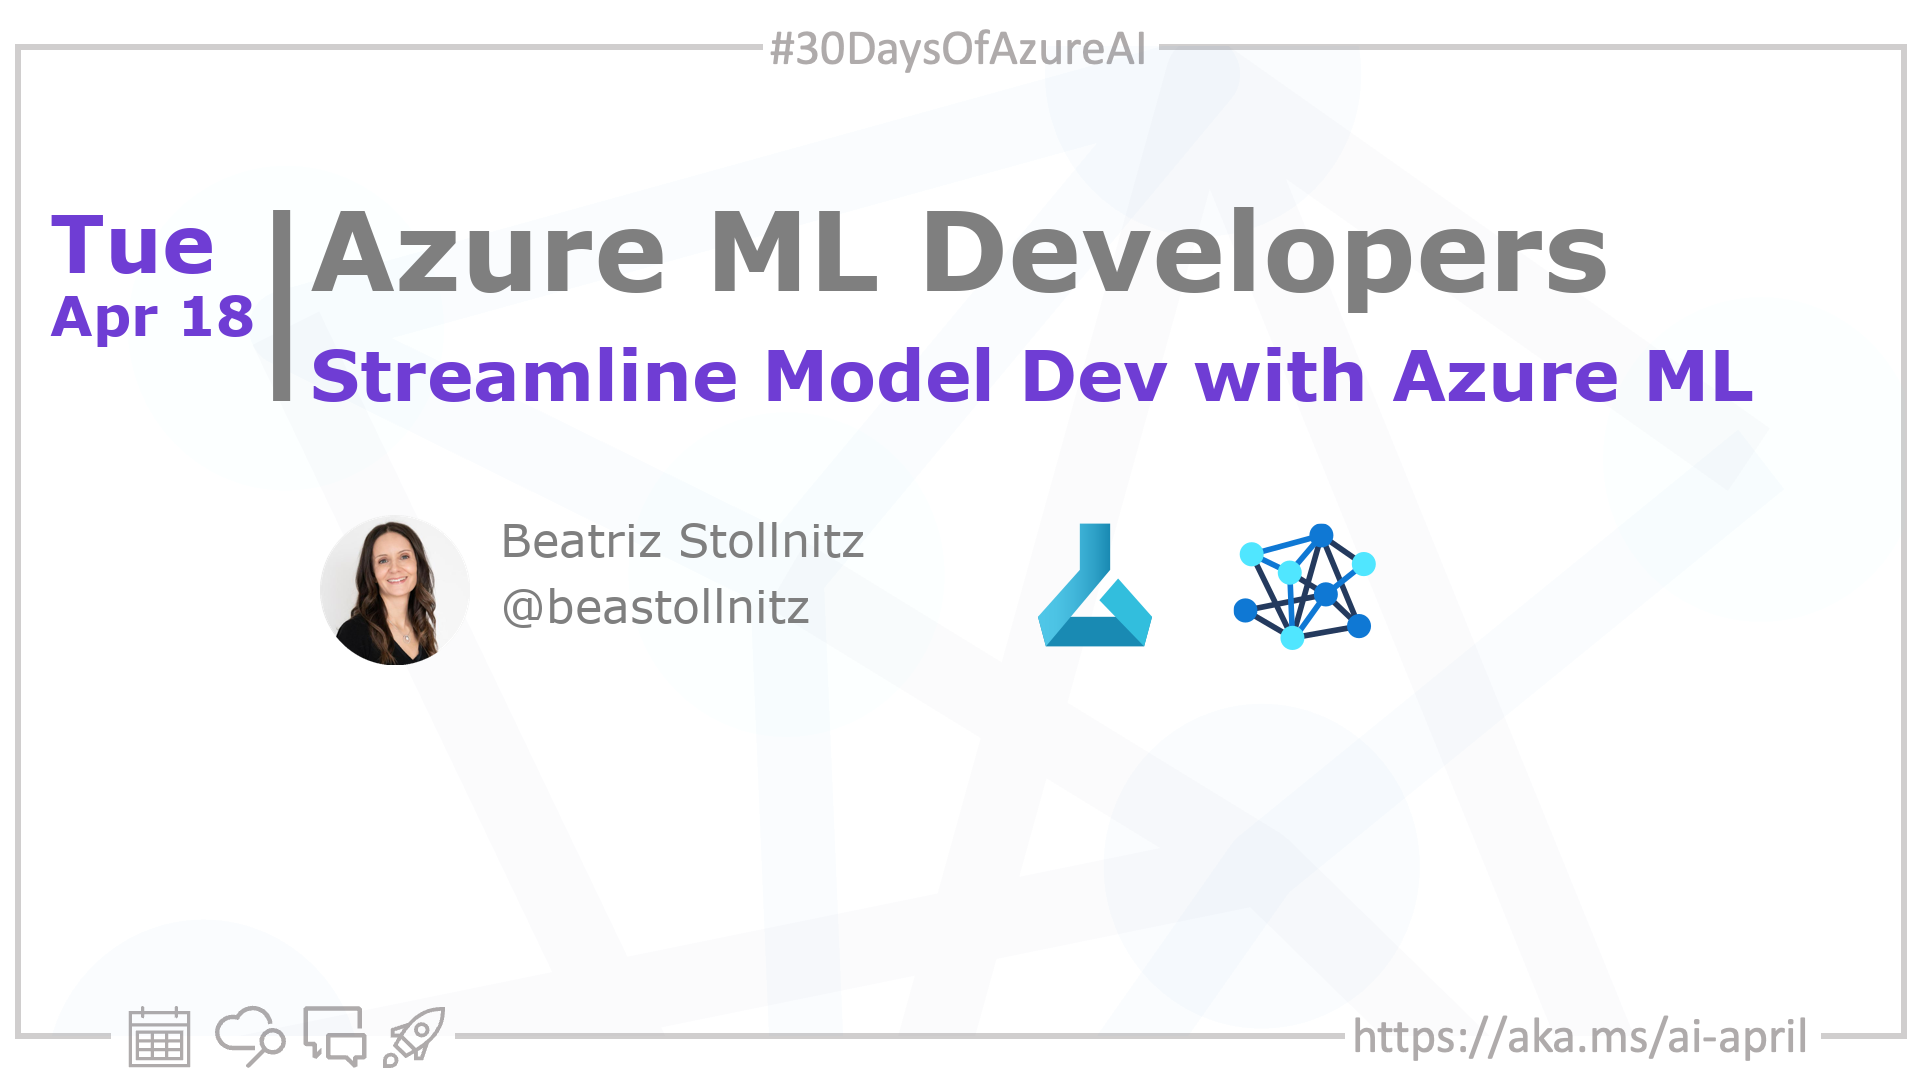 #30DaysOfAzureAI
Tue
Apr 18
Azure ML Developers
Streamline Model Dev with Azure ML
Beatriz Stollnitz
@beastollnitz
https://aka.ms/ai-april